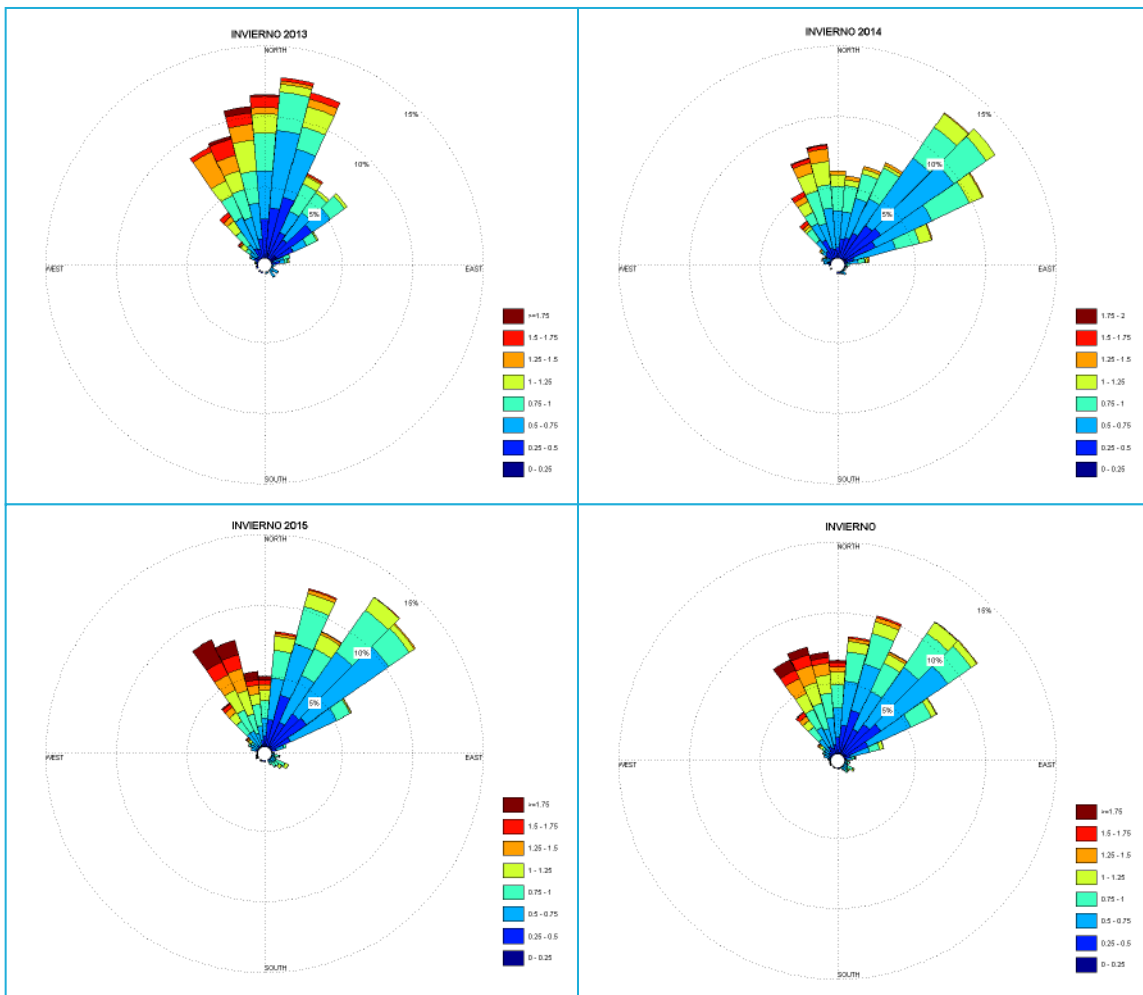 INVIERNO 2013
NORTH
15%
10%
5%
WEST
EAST
SOUTH
>=1.75
1.5 - 1.75
1.25 - 1.5
1 - 1.25
0.75 - 1
0.5 - 0.75
0.25 - 0.5
0 - 0.25
INVIERNO 2014
NORTH
15%
10%
5%
WEST
EAST
SOUTH
1.75 - 2
1.5 - 1.75
1.25 - 1.5
1 - 1.25
0.75 - 1
0.5 - 0.75
0.25 - 0.5
0 - 0.25
INVIERNO 2015
NORTH
15%
10%
5%
WEST
EAST
SOUTH
>=1.75
1.5 - 1.75
1.25 - 1.5
1 - 1.25
0.75 - 1
0.5 - 0.75
0.25 - 0.5
0 - 0.25
INVIERNO
NORTH
15%
10%
5%
WEST
EAST
SOUTH
>=1.75
1.5 - 1.75
1.25 - 1.5
1 - 1.25
0.75 - 1
0.5 - 0.75
0.25 - 0.5
0 - 0.25